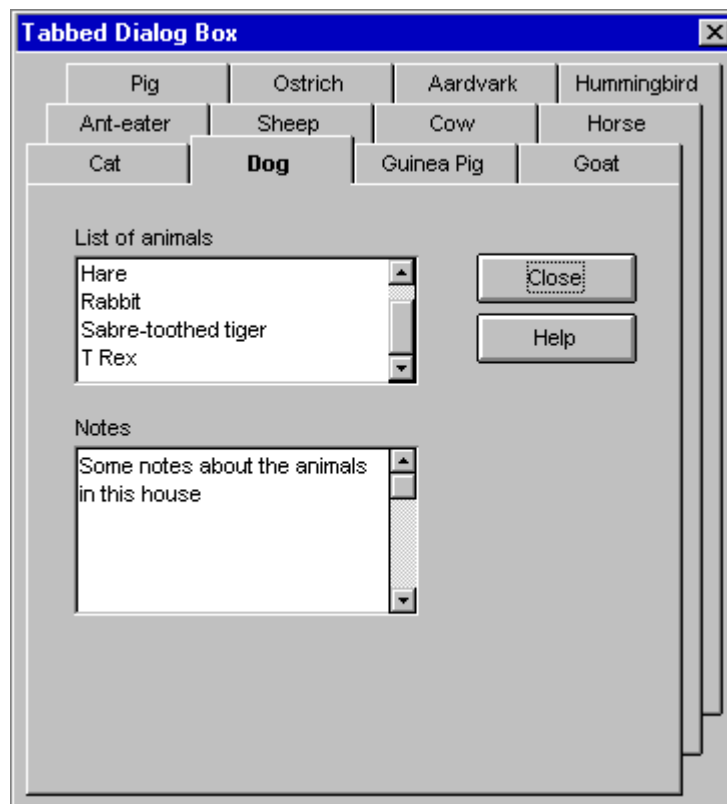 Tabbed Dialog Box
Pig Ostrich Aardvark Hummingbird
Ant-eater Sheep Cow Horse
Cat Dog Guinea Pig Goat
List of animals
Hare
Rabbit
Sabre-toothed tiger
T Rex
Close
Help
Notes
Some notes about the animals
in this house